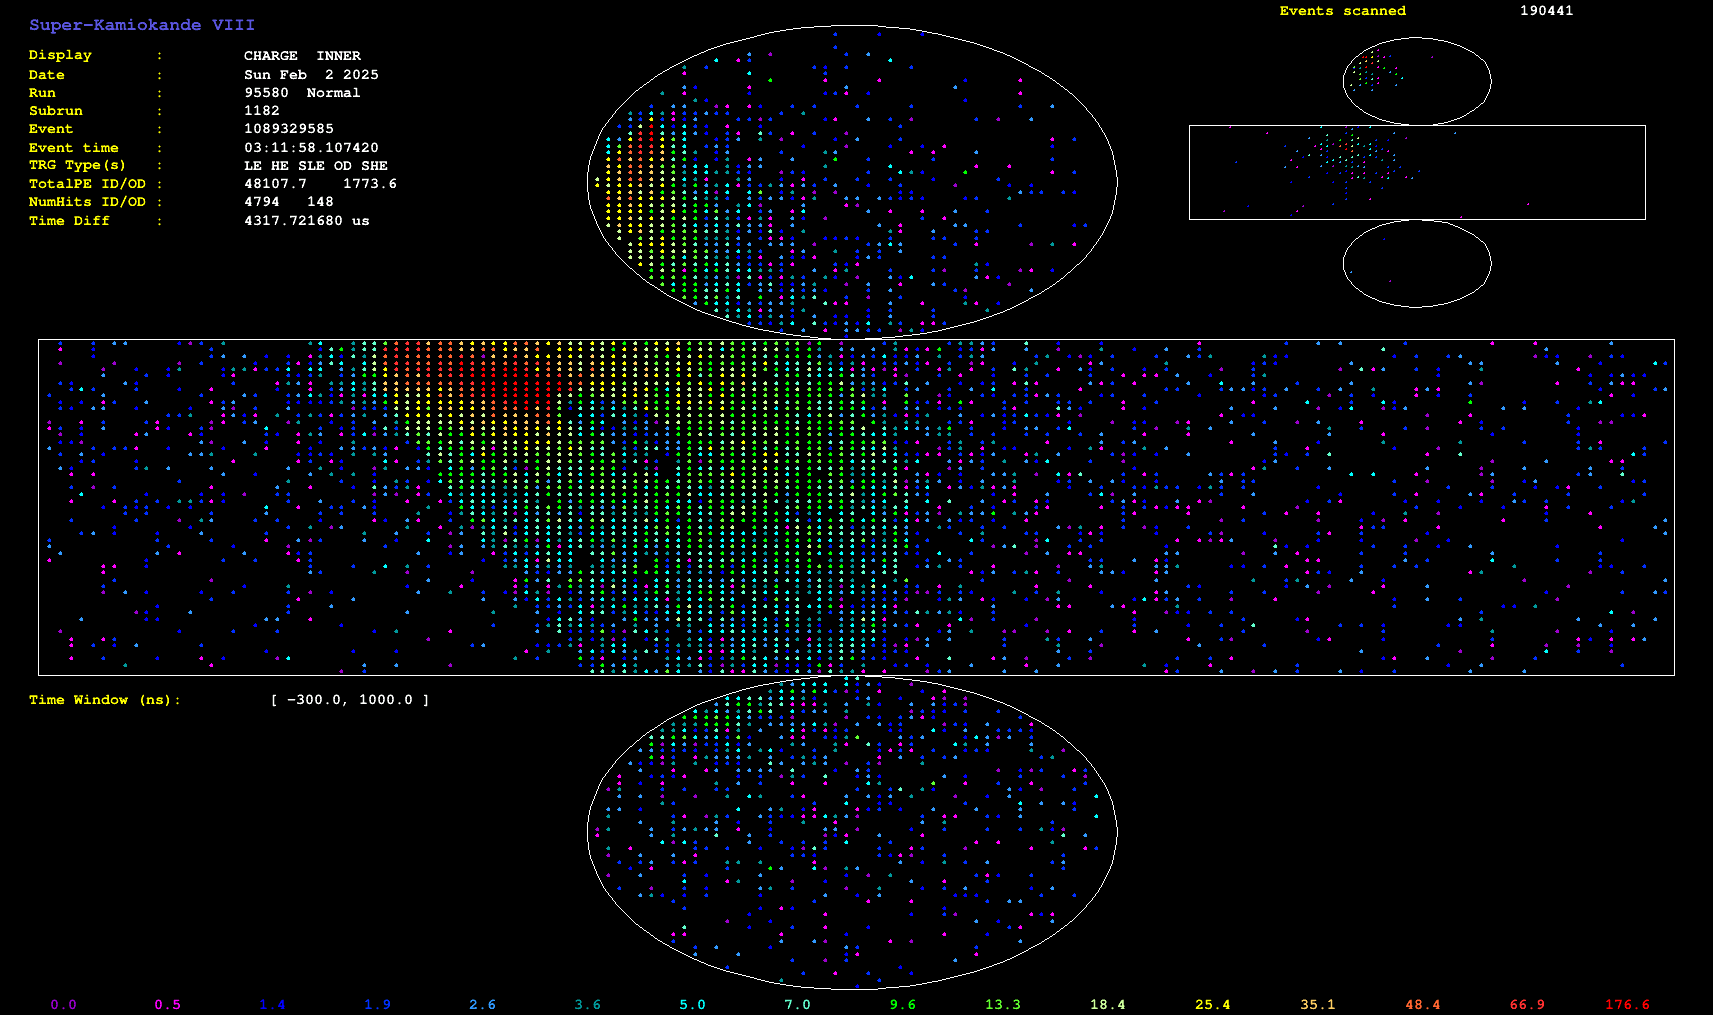 Super-Kamiokande VIII
Events scanned 190441
Display : CHARGE INNER
Date : Sun Feb 2 2025
Run : 95580 Normal
Subrun : 1182
Event : 1089329585
Event time : 03:11:58.107420
TRG Type(s) : LE HE SLE OD SHE
TotalPE ID/OD : 48107.7 1773.6
NumHits ID/OD : 4794 148
Time Diff : 4317.721680 us
Time Window (ns): [ -300.0, 1000.0 ]
0.0 0.5 1.4 1.9 2.6 3.6 5.0 7.0 9.6 13.3 18.4 25.4 35.1 48.4 66.9 176.6